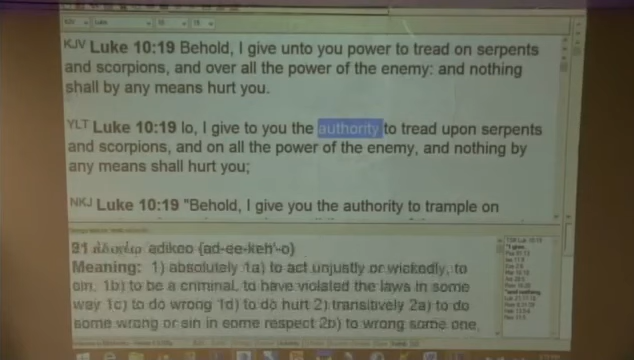 KJV Luke 10:19 Behold, I give unto you power to tread on serpents
and scorpions, and over all the power of the enemy: and nothing
shall by any means hurt you.
YLT Luke 10:19 lo, I give to you the authority to tread upon serpents
and scorpions, and on all the power of the enemy, and nothing by
any means shall hurt you;
NKJ Luke 10:19 "Behold, I give you the authority to trample on
91 adikeo (ad-ee-keh'-o)
Meaning: 1) absolutely 1a) to act unjustly or wickedly, to
sin, 1b) to be a criminal, to have violated the laws in some
way 1c) to do wrong 1d) to do hurt 2) transitively 2a) to do
some wrong or sin in some respect 2b) to wrong some one,